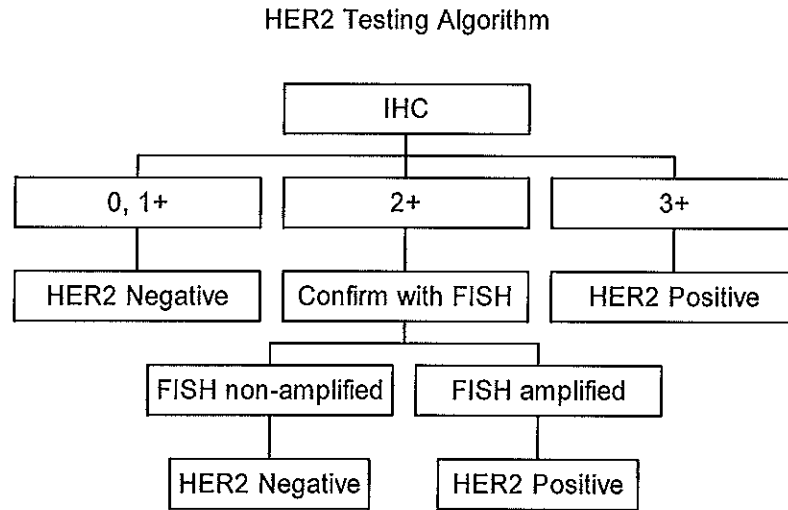 HER2 Testing Algorithm
IHC
0, 1+
2+
3+
HER2 Negative
Confirm with FISH
HER2 Positive
FISH non-amplified
FISH amplified
HER2 Negative
HER2 Positive